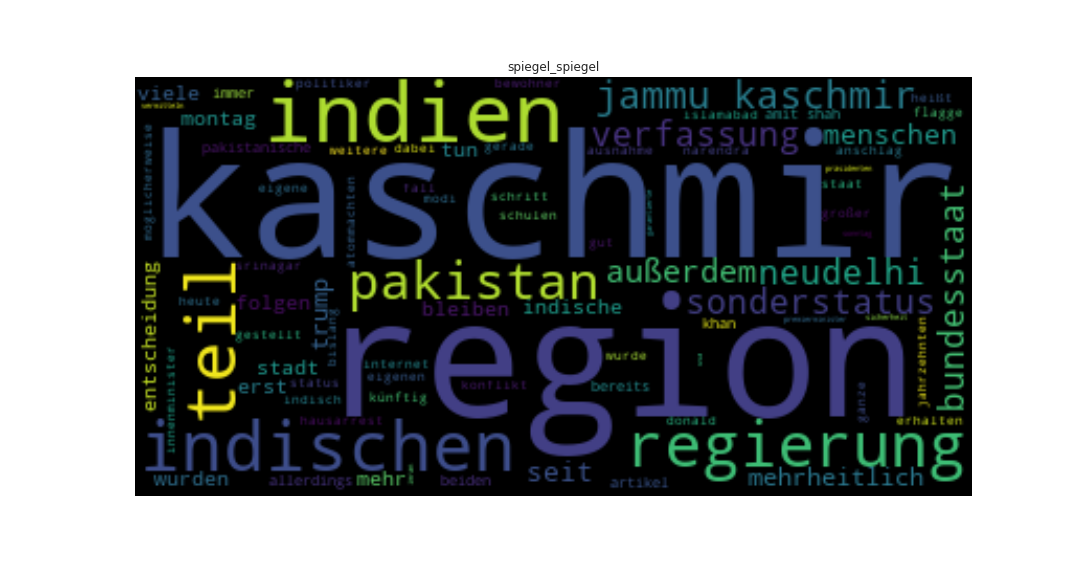 spiegel_spiegel
viele immer politiker bewohner
indien
jammu kaschmir
heißt
vermitteln
montag
islamabad amit shah flagge
verfassung
menschen
möglicherweise
pakistanische weitere dabei tun gerade ausnahme narendra anschlag
kaschmir
präsidenten
eigene fall modi schritt staat
atommächten
schulen großer
gut
srinagar
pakistan außerdem neudelhi
bundesstaat
entscheidung
teil
heute folgen trump bleiben indische sonderstatus
khan premierminister sicherheit
region
gestellt bislang
wurde
internet
stadt
eigenen
erst status konflikt bereits
indisch künftig
innenminister
jahrzehnten
ganze
hausarrest donald erhalten
indischen
regierung
seit
wurden allerdings mehr beiden artikel mehrheitlich